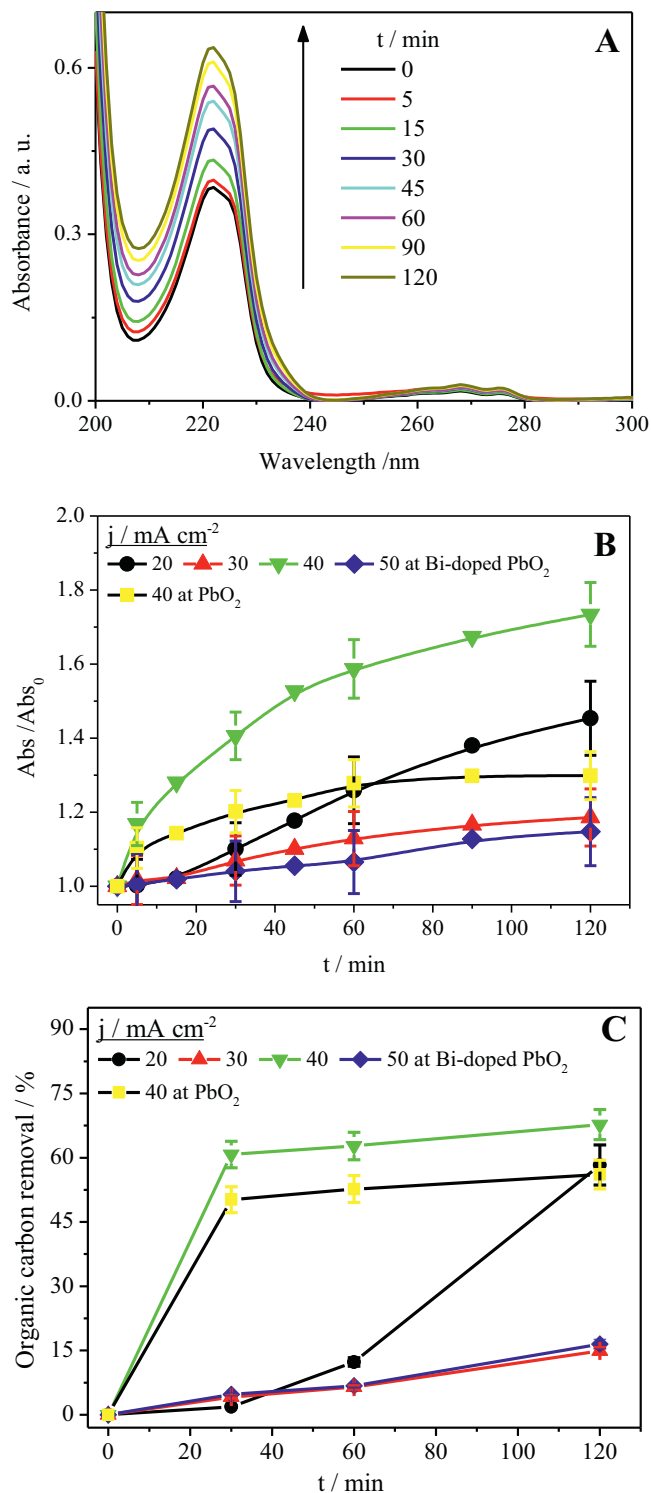 A
t / min
0
5
15
30
45
60
90
120
0.6
0.3
0.0
Absorbance / a. u.
200 220 240 260 280 300
Wavelength /nm
B
j / mA cm⁻²
20 30 40 50 at Bi-doped PbO₂
40 at PbO₂
2.0
1.8
1.6
1.4
1.2
1.0
Abs /Abs₀
0 20 40 60 80 100 120
t / min
C
j / mA cm⁻²
20 30 40 50 at Bi-doped PbO₂
40 at PbO₂
90
75
60
45
30
15
0
Organic carbon removal / %
0 20 40 60 80 100 120
t / min